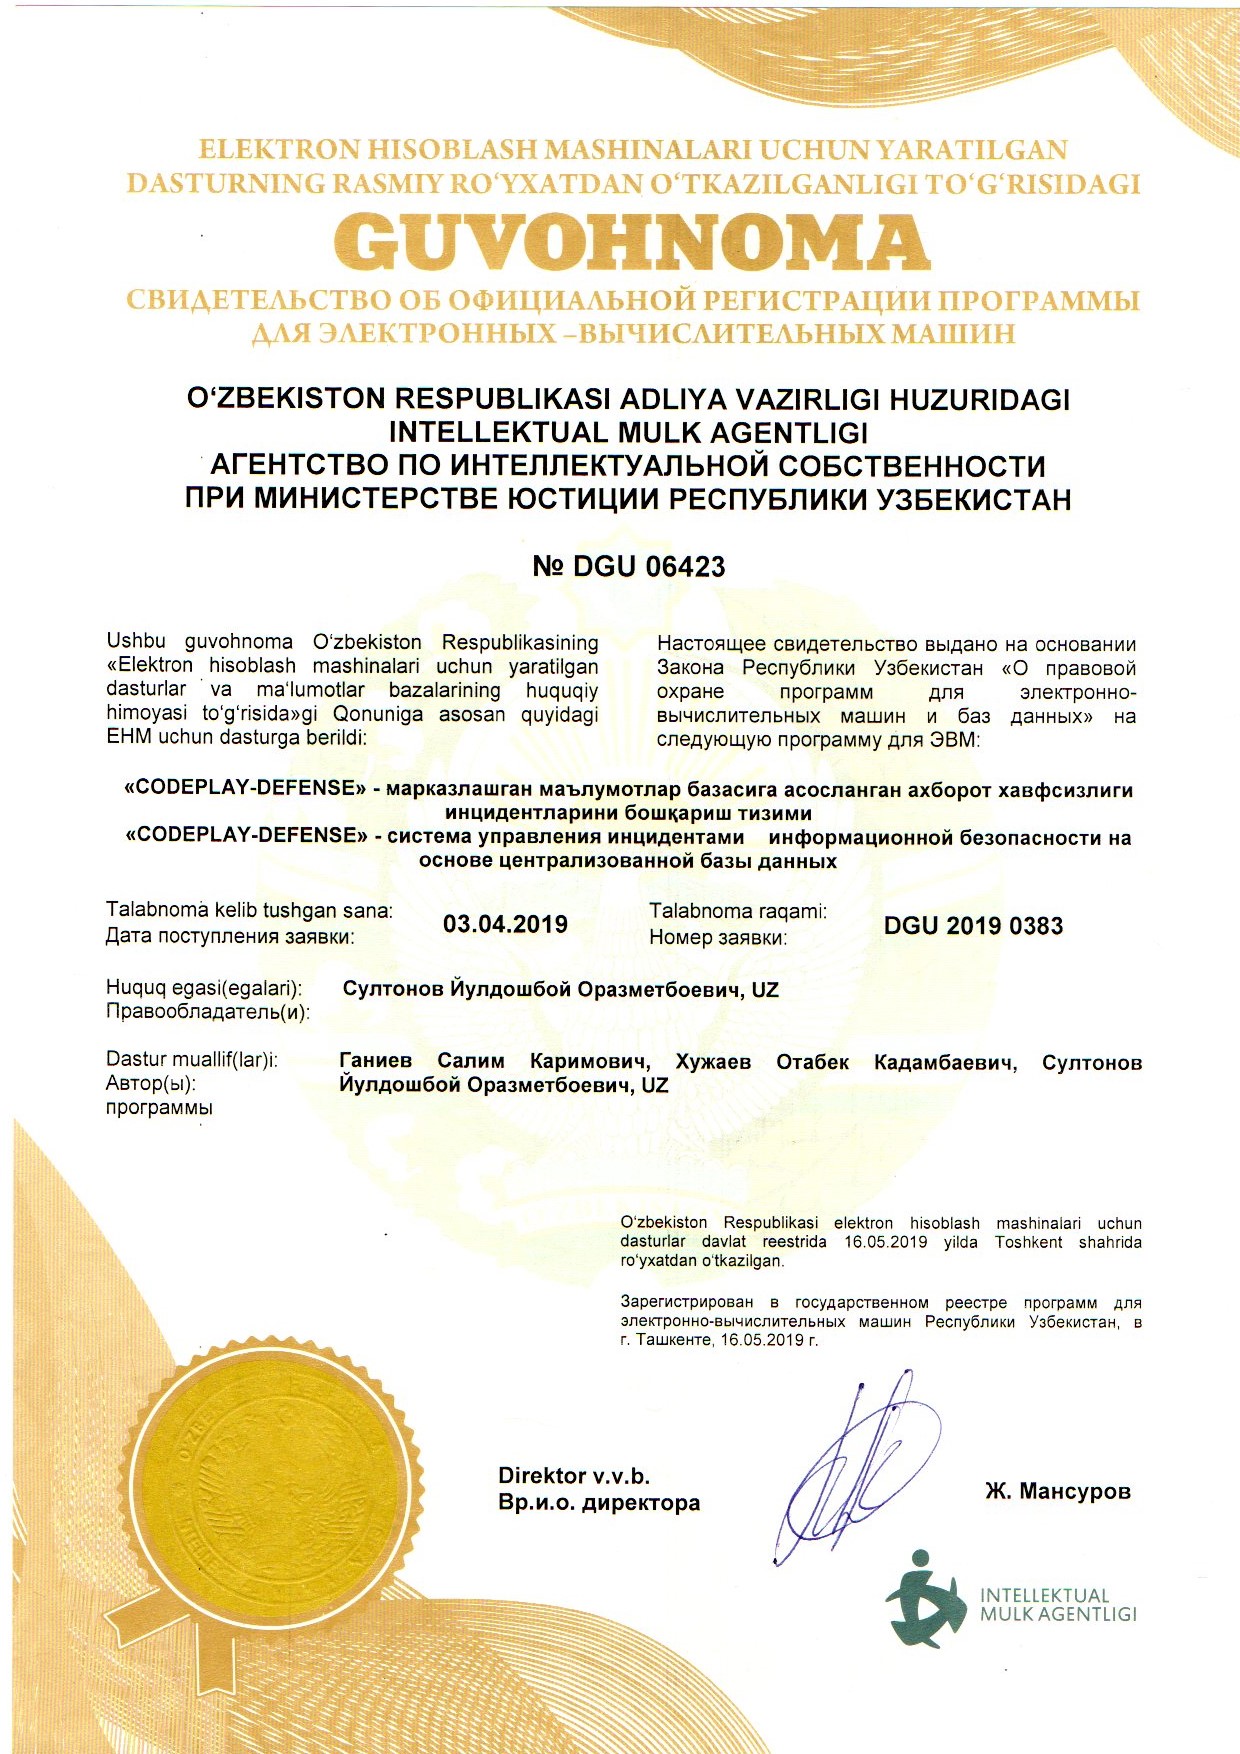 ELEKTRON HISOBLASH MASHINALARI UCHUN YARATILGAN
DASTURNING RASMIY RO‘YXATDAN O‘TKAZILGANLIGI TO‘G‘RISIDAGI
GUVOHNOMA
СВИДЕТЕЛЬСТВО ОБ ОФИЦИАЛЬНОЙ РЕГИСТРАЦИИ ПРОГРАММЫ
ДЛЯ ЭЛЕКТРОННЫХ –ВЫЧИСЛИТЕЛЬНЫХ МАШИН
O‘ZBEKISTON RESPUBLIKASI ADLIYA VAZIRLIGI HUZURIDAGI
INTELLEKTUAL MULK AGENTLIGI
АГЕНТСТВО ПО ИНТЕЛЛЕКТУАЛЬНОЙ СОБСТВЕННОСТИ
ПРИ МИНИСТЕРСТВЕ ЮСТИЦИИ РЕСПУБЛИКИ УЗБЕКИСТАН
№ DGU 06423
Ushbu guvohnoma O‘zbekiston Respublikasining
«Elektron hisoblash mashinalari uchun yaratilgan
dasturlar va ma‘lumotlar bazalarining huquqiy
himoyasi to‘g‘risida»gi Qonuniga asosan quyidagi
EHM uchun dasturga berildi:
Настоящее свидетельство выдано на основании
Закона Республики Узбекистан «О правовой
охране программ для электронно-
вычислительных машин и баз данных» на
следующую программу для ЭВМ:
«CODEPLAY-DEFENSE» - марказлашган маълумотлар базасига асосланган ахборот хавфсизлиги
инцидентларини бошқариш тизими
«CODEPLAY-DEFENSE» - система управления инцидентами информационной безопасности на
основе централизованной базы данных
Talabnoma kelib tushgan sana:
Дата поступления заявки:
03.04.2019
Talabnoma raqami:
Номер заявки:
DGU 2019 0383
Huquq egasi(egalari):
Правообладатель(и):
Султонов Йулдошбой Оразметбоевич, UZ
Dastur muallif(lar)i:
Автор(ы):
программы
Ганиев Салим Каримович, Хужаев Отабек Кадамбаевич, Султонов
Йулдошбой Оразметбоевич, UZ
O‘zbekiston Respublikasi elektron hisoblash mashinalari uchun
dasturlar davlat reestrida 16.05.2019 yilda Toshkent shahrida
ro‘yxatdan o‘tkazilgan.
Зарегистрирован в государственном реестре программ для
электронно-вычислительных машин Республики Узбекистан, в
г. Ташкенте, 16.05.2019 г.
Direktor v.v.b.
Вр.и.о. директора
Ж. Мансуров
INTELLEKTUAL
MULK AGENTLIGI